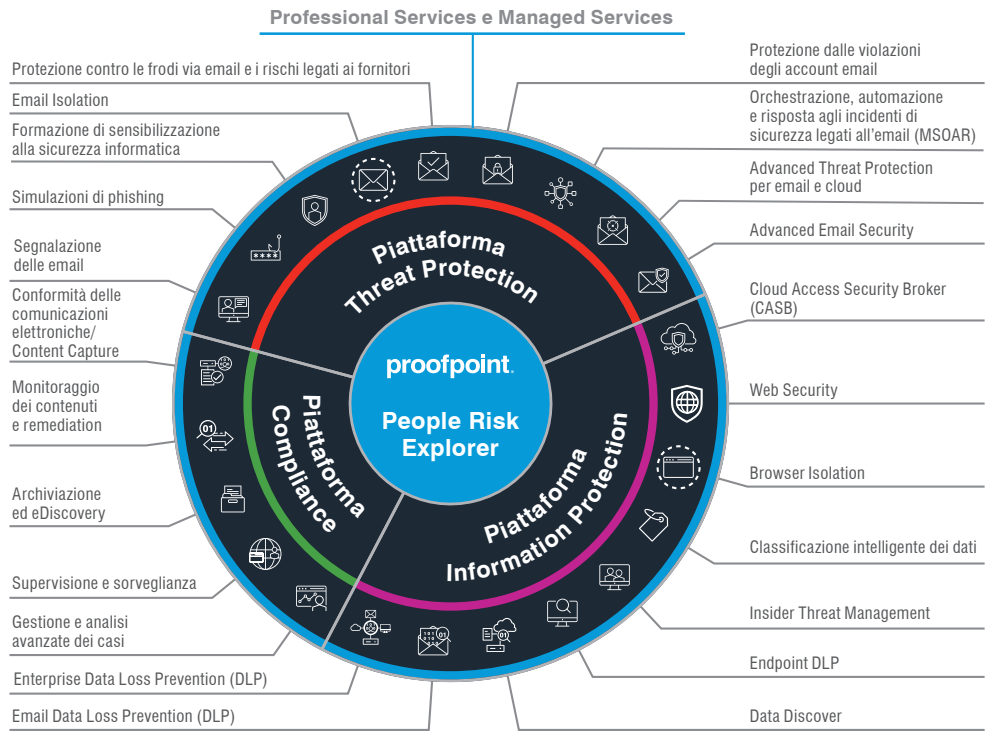 Professional Services e Managed Services
Protezione contro le frodi via email e i rischi legati ai fornitori
Email Isolation
Formazione di sensibilizzazione
alla sicurezza informatica
Simulazioni di phishing
Segnalazione
delle email
Conformità delle
comunicazioni
elettroniche/
Content Capture
Monitoraggio
dei contenuti
e remediation
Archiviazione
ed eDiscovery
Supervisione e sorveglianza
Gestione e analisi
avanzate dei casi
Enterprise Data Loss Prevention (DLP)
Email Data Loss Prevention (DLP)
Protezione dalle violazioni
degli account email
Orchestrazione, automazione
e risposta agli incidenti di
sicurezza legati all'email (MSOAR)
Advanced Threat Protection
per email e cloud
Advanced Email Security
Cloud Access Security Broker
(CASB)
Web Security
Browser Isolation
Classificazione intelligente dei dati
Insider Threat Management
Endpoint DLP
Data Discover
Piattaforma
Threat Protection
Piattaforma
Compliance
Piattaforma
Information Protection
proofpoint.
People Risk
Explorer
****
01
101
010
01
01